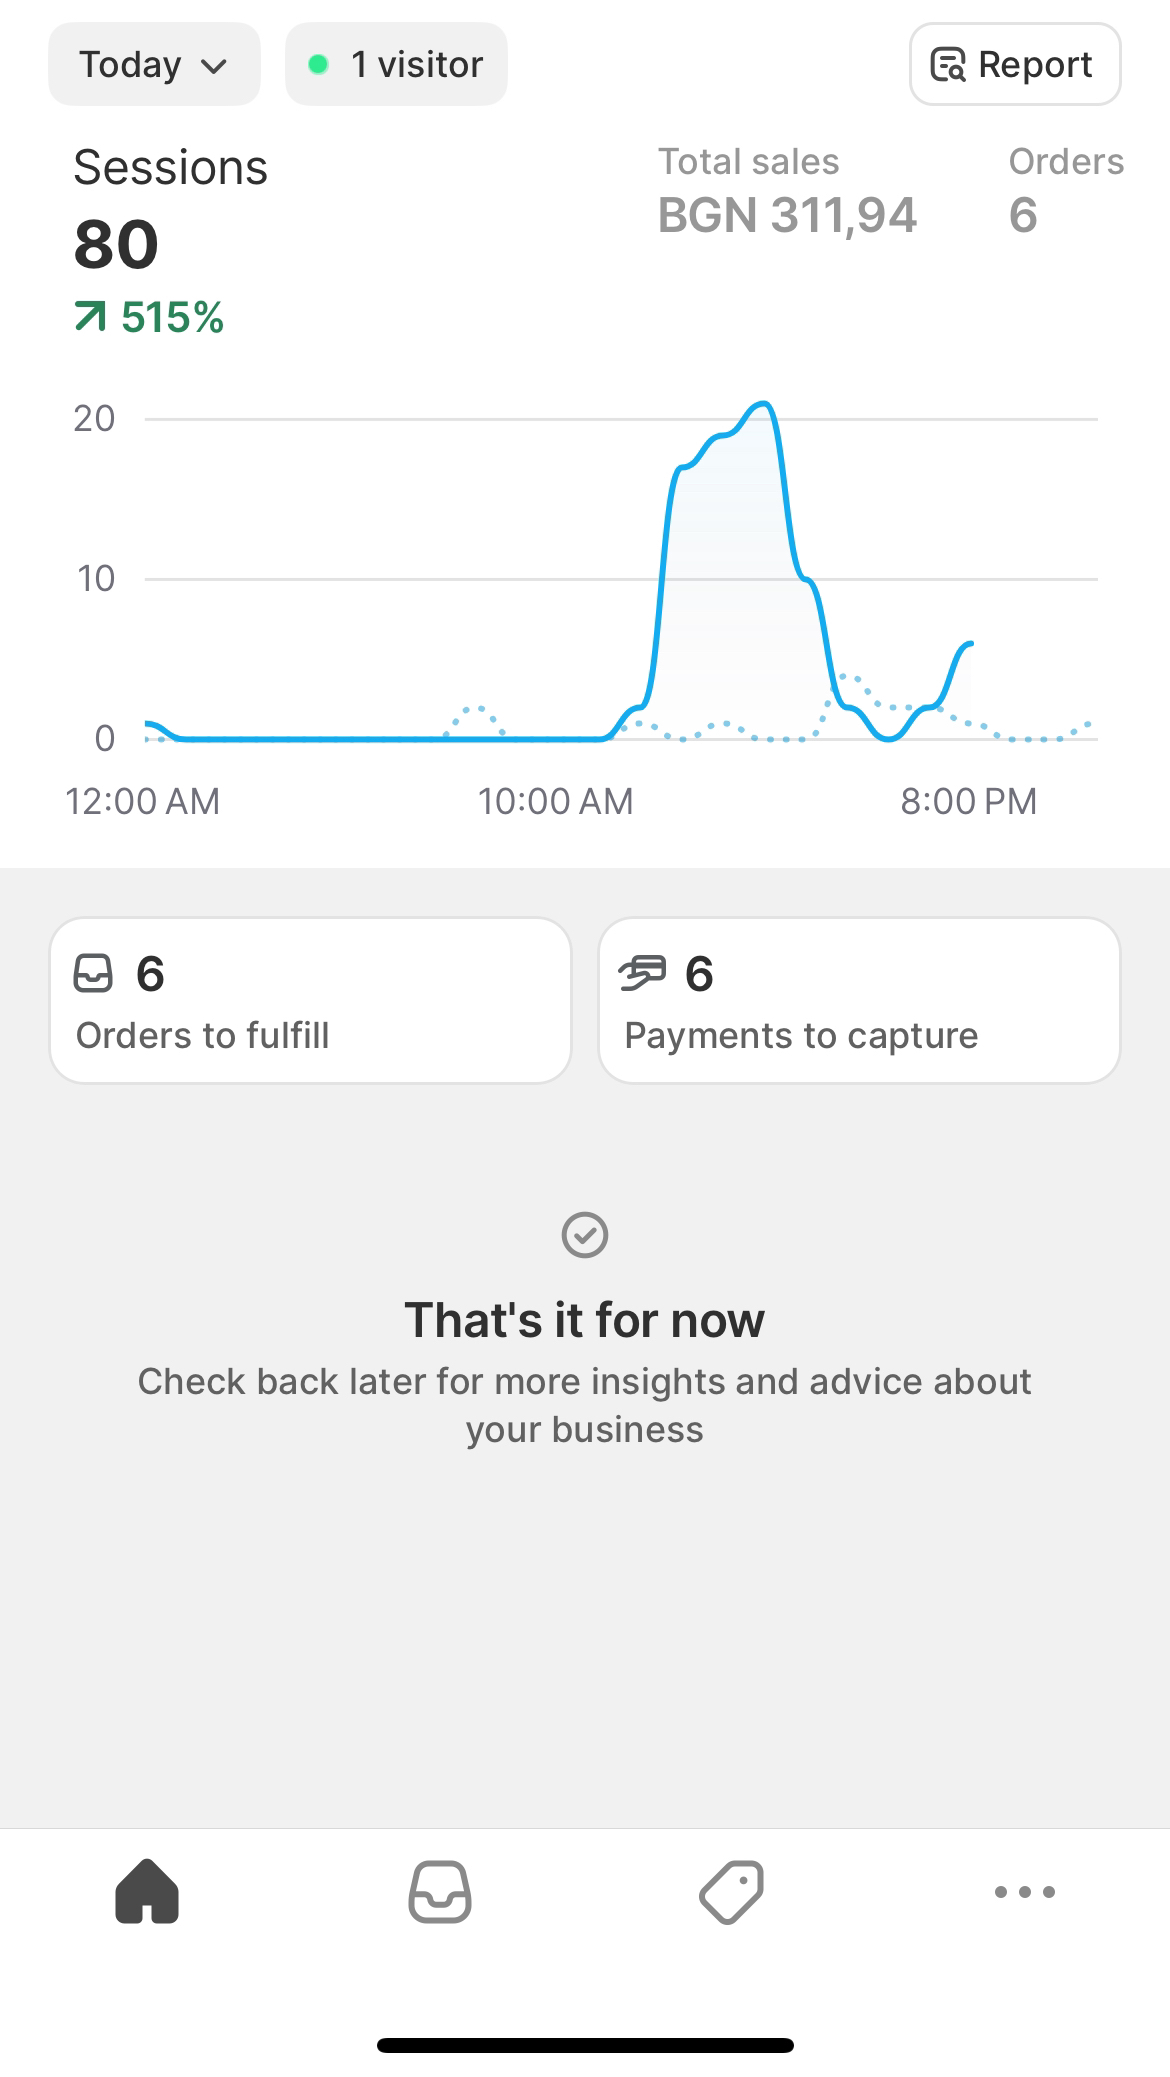 Today
1 visitor
Report
Sessions
80
515%
Total sales
BGN 311,94
Orders
6
20
10
0
12:00 AM
10:00 AM
8:00 PM
6
Orders to fulfill
6
Payments to capture
That's it for now
Check back later for more insights and advice about
your business